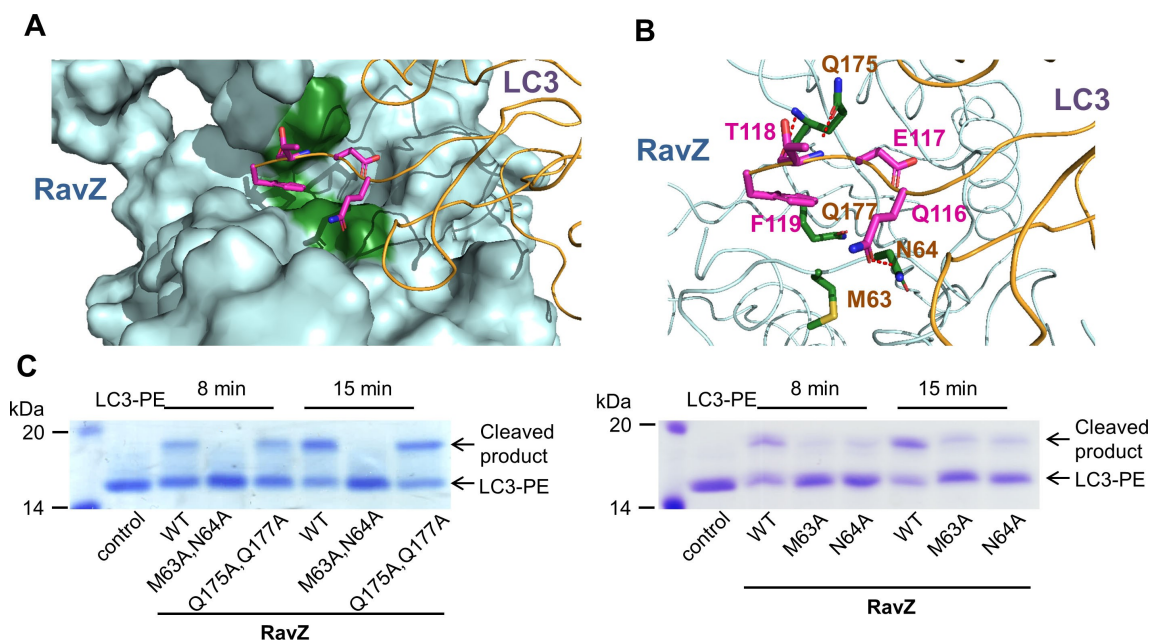 A
LC3
RavZ
B
Q175
LC3
T118
E117
RavZ
Q177
Q116
F119
N64
M63
C
LC3-PE
8 min
15 min
kDa
20
Cleaved
product
LC3-PE
14
control
WT
M63A,N64A
Q175A,Q177A
WT
M63A,N64A
Q175A,Q177A
RavZ
LC3-PE
8 min
15 min
kDa
20
Cleaved
product
LC3-PE
14
control
WT
M63A
N64A
WT
M63A
N64A
RavZ